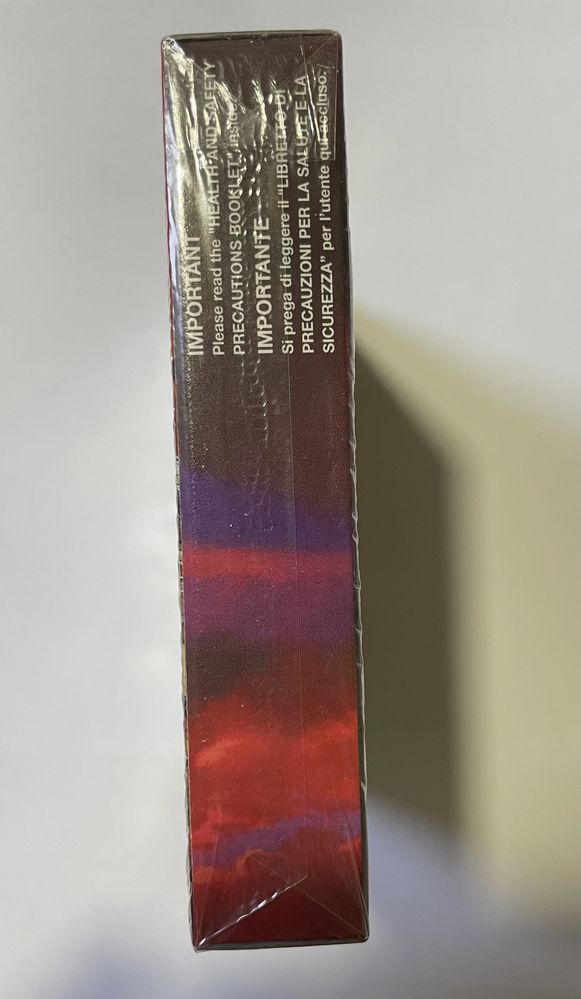 IMPORTANT
Please read the "HEALTH AND SAFETY
PRECAUTIONS BOOKLET" inside.
IMPORTANTE
Si prega di leggere il "LIBRETTO DI
PRECAUZIONI PER LA SALUTE E LA
SICUREZZA" per l'utente qui accluso.